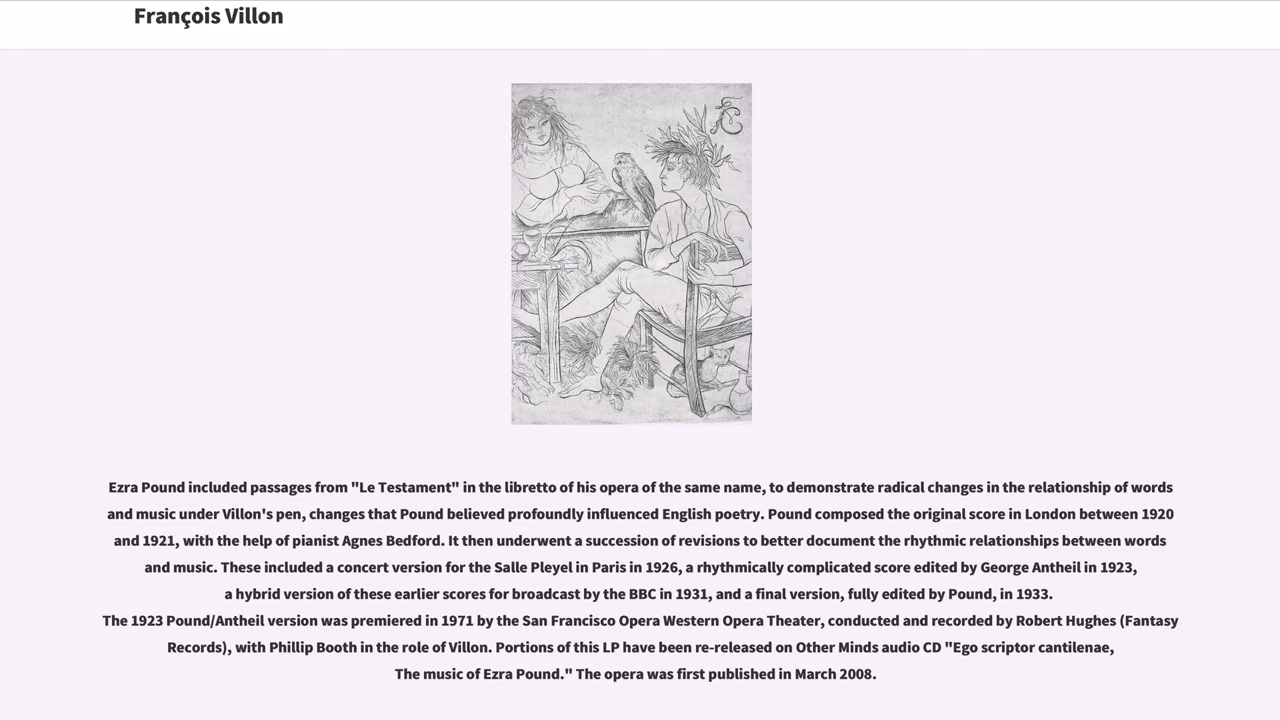 François Villon
Ezra Pound included passages from "Le Testament" in the libretto of his opera of the same name, to demonstrate radical changes in the relationship of words
and music under Villon's pen, changes that Pound believed profoundly influenced English poetry. Pound composed the original score in London between 1920
and 1921, with the help of pianist Agnes Bedford. It then underwent a succession of revisions to better document the rhythmic relationships between words
and music. These included a concert version for the Salle Pleyel in Paris in 1926, a rhythmically complicated score edited by George Antheil in 1923,
a hybrid version of these earlier scores for broadcast by the BBC in 1931, and a final version, fully edited by Pound, in 1933.
The 1923 Pound/Antheil version was premiered in 1971 by the San Francisco Opera Western Opera Theater, conducted and recorded by Robert Hughes (Fantasy
Records), with Phillip Booth in the role of Villon. Portions of this LP have been re-released on Other Minds audio CD "Ego scriptor cantilenae,
The music of Ezra Pound." The opera was first published in March 2008.